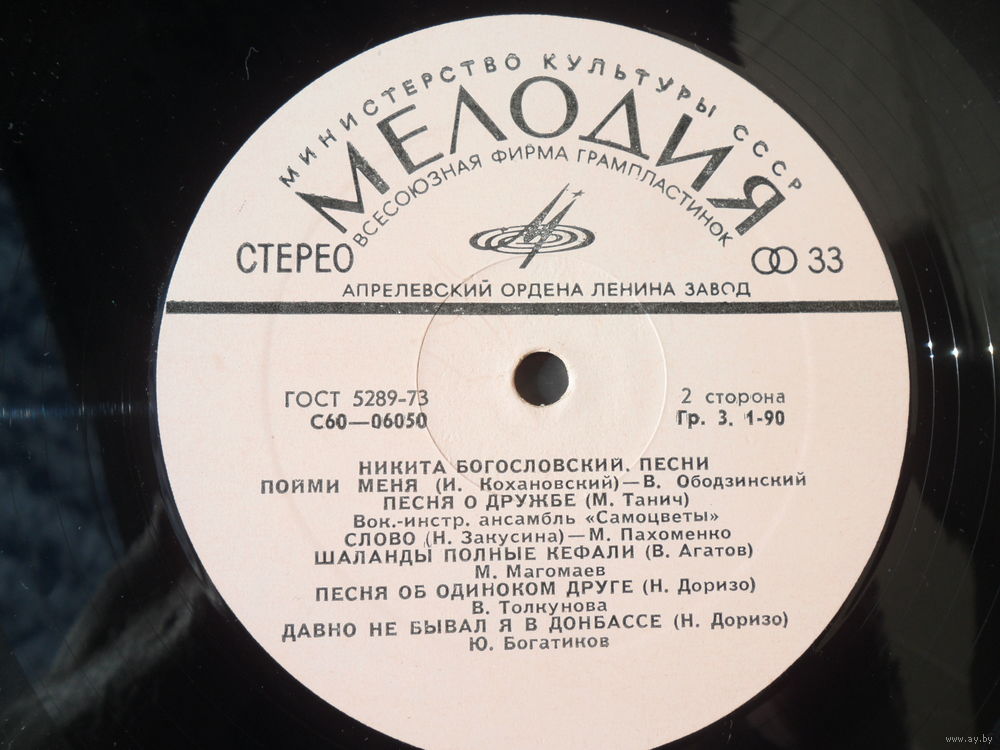 МИНИСТЕРСТВО КУЛЬТУРЫ СССР
МЕЛОДИЯ
ВСЕСОЮЗНАЯ ФИРМА ГРАМПЛАСТИНОК
СТЕРЕО
33
АПРЕЛЕВСКИЙ ОРДЕНА ЛЕНИНА ЗАВОД
ГОСТ 5289-73
С60—06050
2 сторона
Гр. 3. 1-90
НИКИТА БОГОСЛОВСКИЙ. ПЕСНИ
ПОЙМИ МЕНЯ (И. Кохановский)—В. Ободзинский
ПЕСНЯ О ДРУЖБЕ (М. Танич)
Вок.-инстр. ансамбль «Самоцветы»
СЛОВО (Н. Закусина)—М. Пахоменко
ШАЛАНДЫ ПОЛНЫЕ КЕФАЛИ (В. Агатов)
М. Магомаев
ПЕСНЯ ОБ ОДИНОКОМ ДРУГЕ (Н. Доризо)
В. Толкунова
ДАВНО НЕ БЫВАЛ Я В ДОНБАССЕ (Н. Доризо)
Ю. Богатиков
www.ay.by